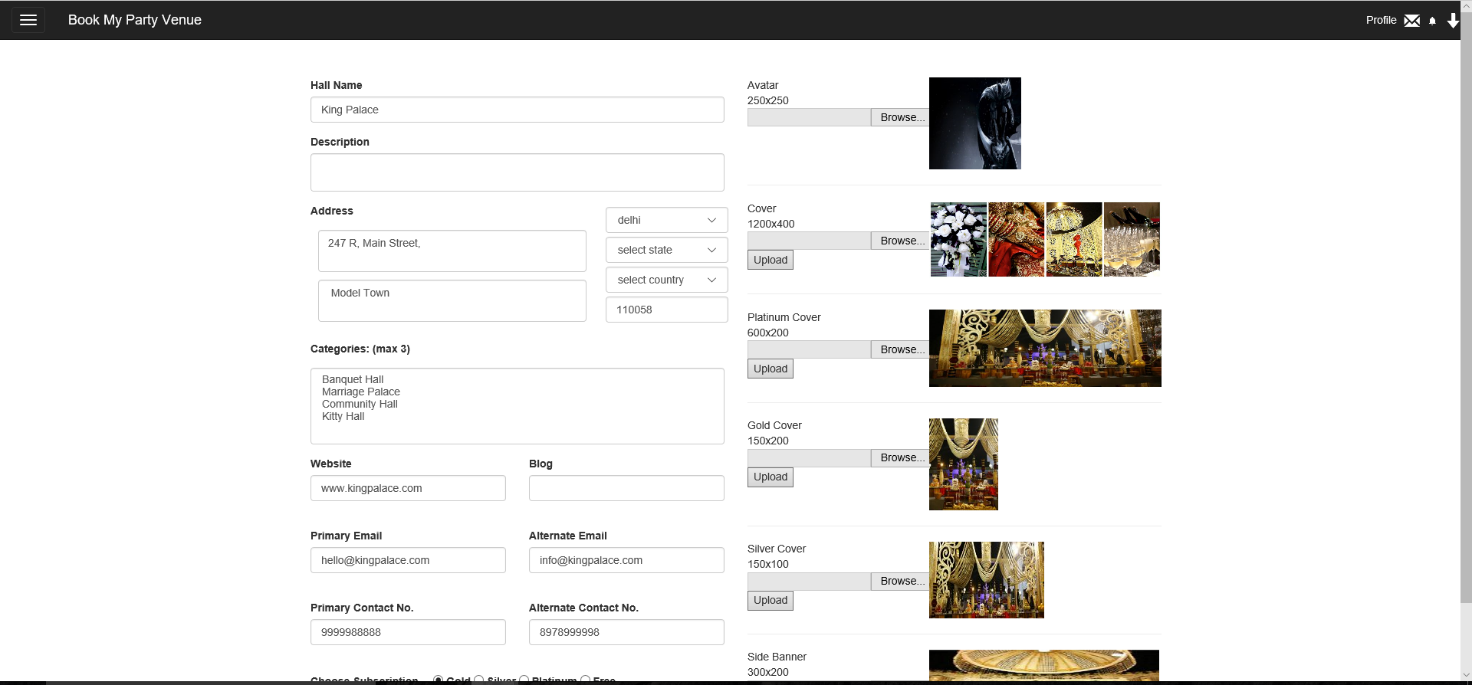 Book My Party Venue
Profile
Hall Name
King Palace
Description
Address
247 R, Main Street,
Model Town
delhi
select state
select country
110058
Categories: (max 3)
Banquet Hall
Marriage Palace
Community Hall
Kitty Hall
Website
Blog
www.kingpalace.com
Primary Email
Alternate Email
hello@kingpalace.com
info@kingpalace.com
Primary Contact No.
Alternate Contact No.
9999988888
8978999998
Choose Subscription Gold Silver Platinum Free
Avatar
250x250
Browse...
Cover
1200x400
Browse...
Upload
Platinum Cover
600x200
Browse...
Upload
Gold Cover
150x200
Browse...
Upload
Silver Cover
150x100
Browse...
Upload
Side Banner
300x200